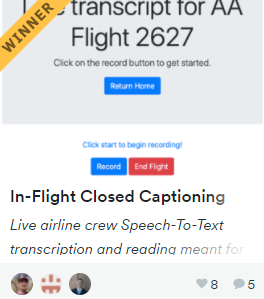 WINNER
transcript for AA
Flight 2627
Click on the record button to get started.
Return Home
Click start to begin recording!
Record End Flight
In-Flight Closed Captioning
Live airline crew Speech-To-Text
transcription and reading meant for
8 5